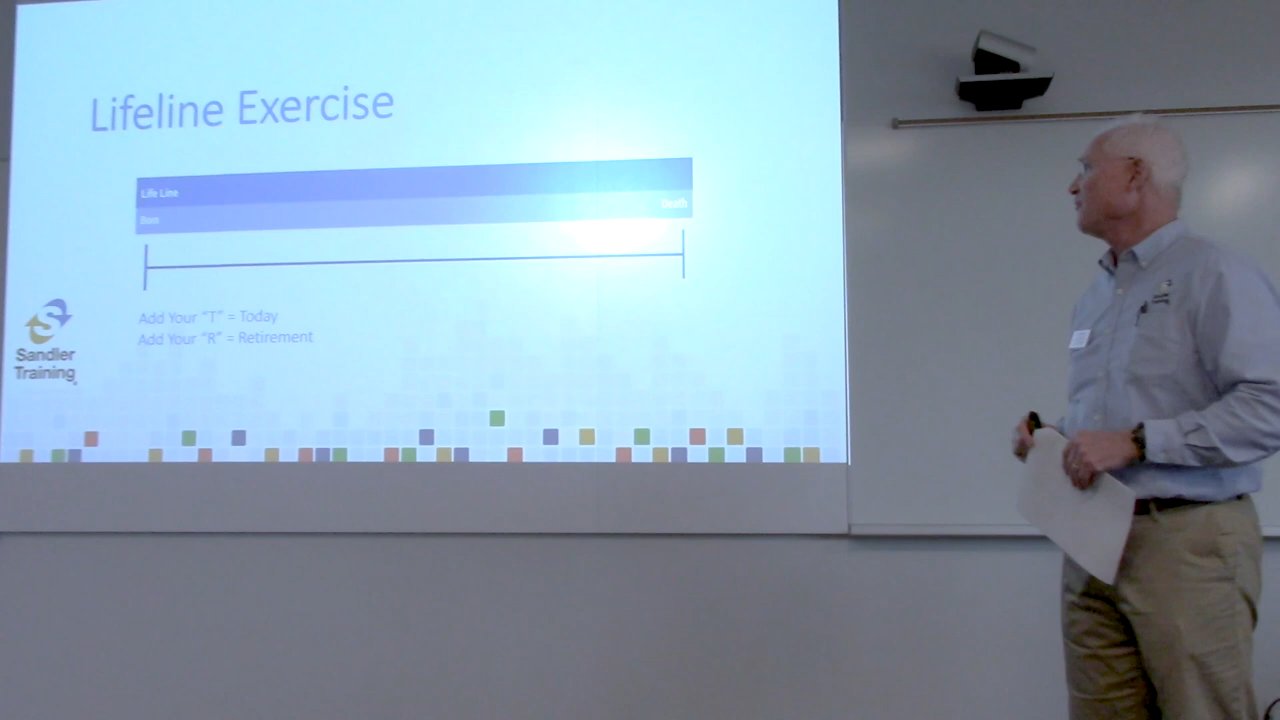 Lifeline Exercise
Life Line
Born
Death
Add Your “T” = Today
Add Your “R” = Retirement
Sandler
Training